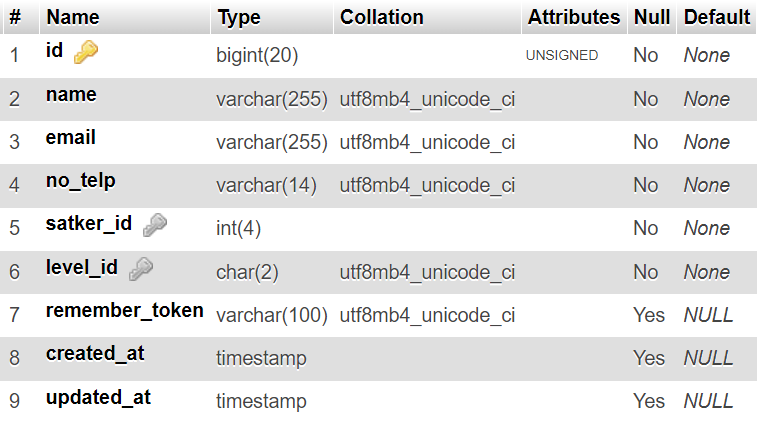 # Name Type Collation Attributes Null Default
1 id bigint(20) UNSIGNED No None
2 name varchar(255) utf8mb4_unicode_ci No None
3 email varchar(255) utf8mb4_unicode_ci No None
4 no_telp varchar(14) utf8mb4_unicode_ci No None
5 satker_id int(4) No None
6 level_id char(2) utf8mb4_unicode_ci No None
7 remember_token varchar(100) utf8mb4_unicode_ci Yes NULL
8 created_at timestamp Yes NULL
9 updated_at timestamp Yes NULL